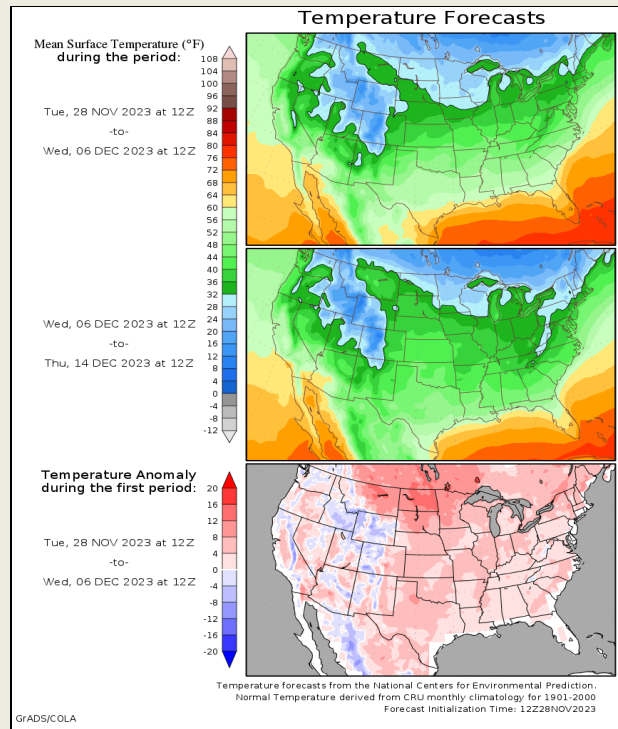 Temperature Forecasts
Mean Surface Temperature (°F)
during the period:
108
104
100
96
92
88
84
80
76
72
68
64
60
56
52
48
44
40
36
32
28
24
20
16
12
8
4
0
-4
-8
-12
Tue, 28 NOV 2023 at 12Z
-to-
Wed, 06 DEC 2023 at 12Z
Wed, 06 DEC 2023 at 12Z
-to-
Thu, 14 DEC 2023 at 12Z
Temperature Anomaly
during the first period:
20
16
12
8
4
0
-4
-8
-12
-16
-20
Tue, 28 NOV 2023 at 12Z
-to-
Wed, 06 DEC 2023 at 12Z
Temperature forecasts from the National Centers for Environmental Prediction.
Normal Temperature derived from CRU monthly climatology for 1901-2000
Forecast Initialization Time: 12Z28NOV2023
GrADS/COLA